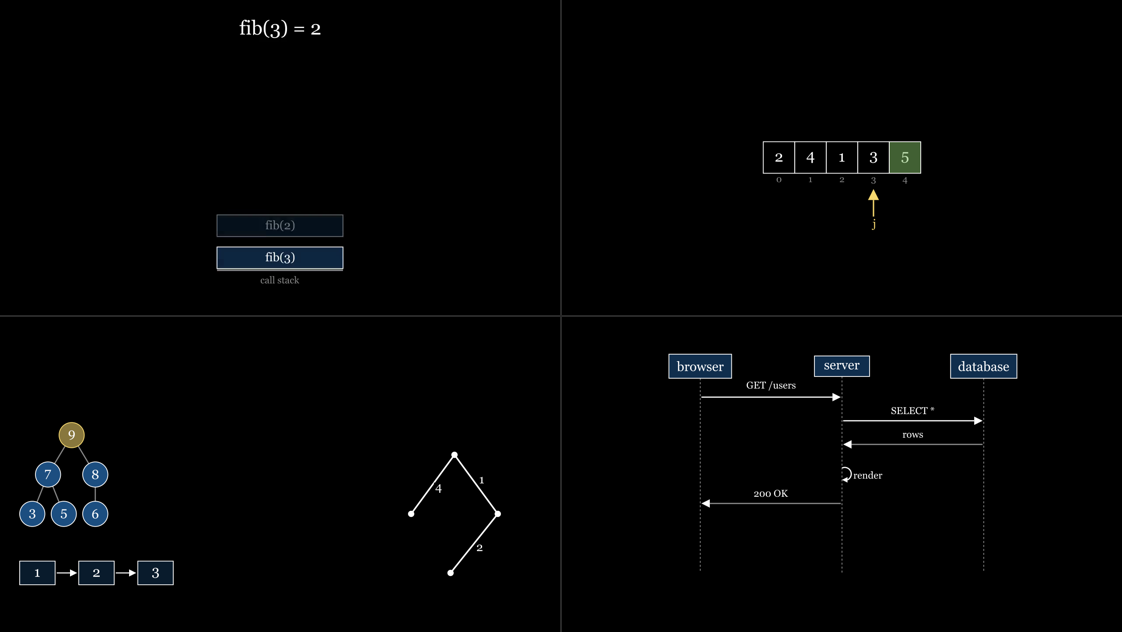 fib(3) = 2
fib(2)
fib(3)
call stack
2 4 1 3 5
0 1 2 3 4
j
9
7 8
3 5 6
1 2 3
4
1
2
browser server database
GET /users
SELECT *
rows
render
200 OK